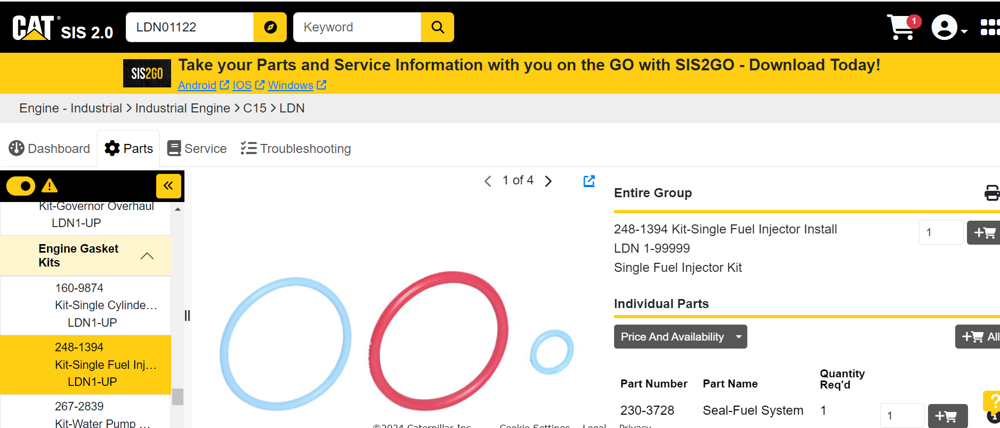 CAT ® SIS 2.0
LDN01122
Keyword
1
SIS2GO
Take your Parts and Service Information with you on the GO with SIS2GO - Download Today!
Android IOS Windows
Engine - Industrial > Industrial Engine > C15 > LDN
Dashboard Parts Service Troubleshooting
Kit-Governor Overhaul
LDN1-UP
Engine Gasket
Kits
160-9874
Kit-Single Cylinde...
LDN1-UP
248-1394
Kit-Single Fuel Inj...
LDN1-UP
267-2839
Kit-Water Pump ...
1 of 4
Entire Group
248-1394 Kit-Single Fuel Injector Install
1
LDN 1-99999
Single Fuel Injector Kit
Individual Parts
Price And Availability
All
Part Number Part Name Quantity
Req'd
230-3728 Seal-Fuel System 1
1
©2024 Caterpillar Inc. Cookie Settings Legal Privacy